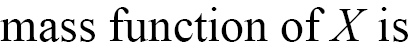 mass function of X is